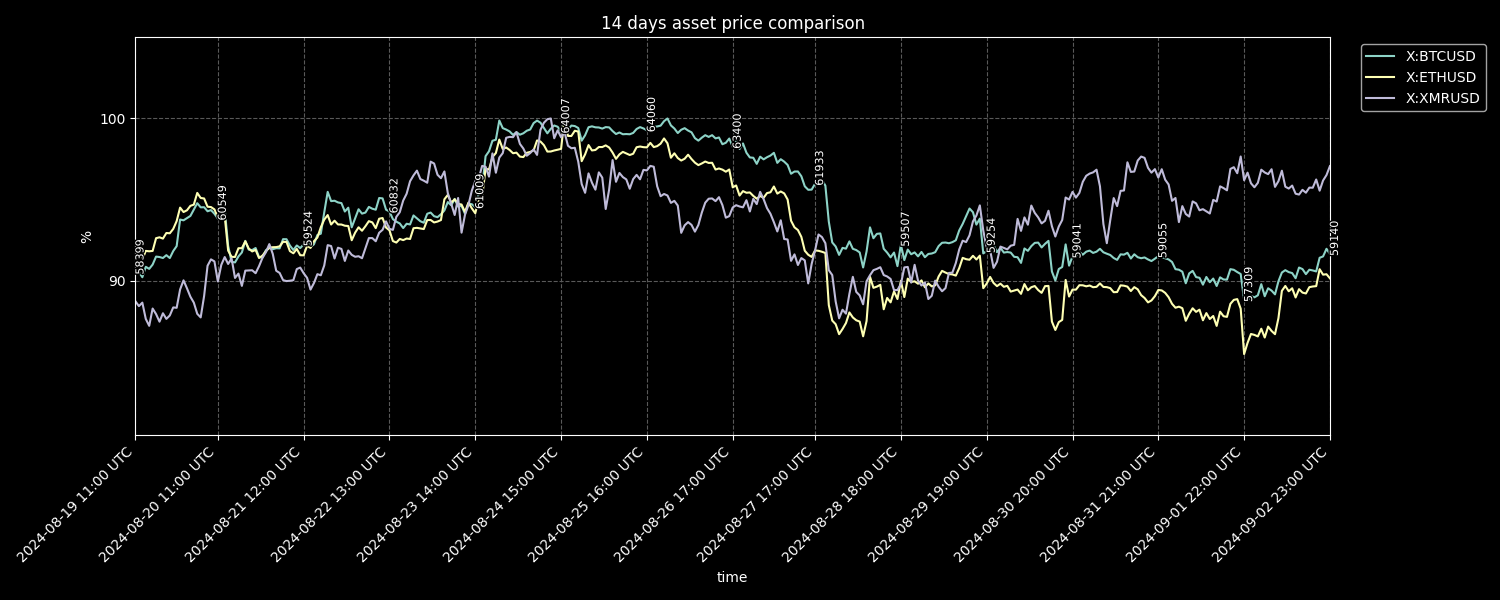 14 days asset price comparison
X:BTCUSD
X:ETHUSD
X:XMRUSD
100
90
%
58399
60549
59524
60832
61009
64007
64060
63400
61933
59507
59254
59041
59055
57309
59140
2024-08-19 11:00 UTC
2024-08-20 11:00 UTC
2024-08-21 12:00 UTC
2024-08-22 13:00 UTC
2024-08-23 14:00 UTC
2024-08-24 15:00 UTC
2024-08-25 16:00 UTC
2024-08-26 17:00 UTC
2024-08-27 17:00 UTC
2024-08-28 18:00 UTC
2024-08-29 19:00 UTC
2024-08-30 20:00 UTC
2024-08-31 21:00 UTC
2024-09-01 22:00 UTC
2024-09-02 23:00 UTC
time